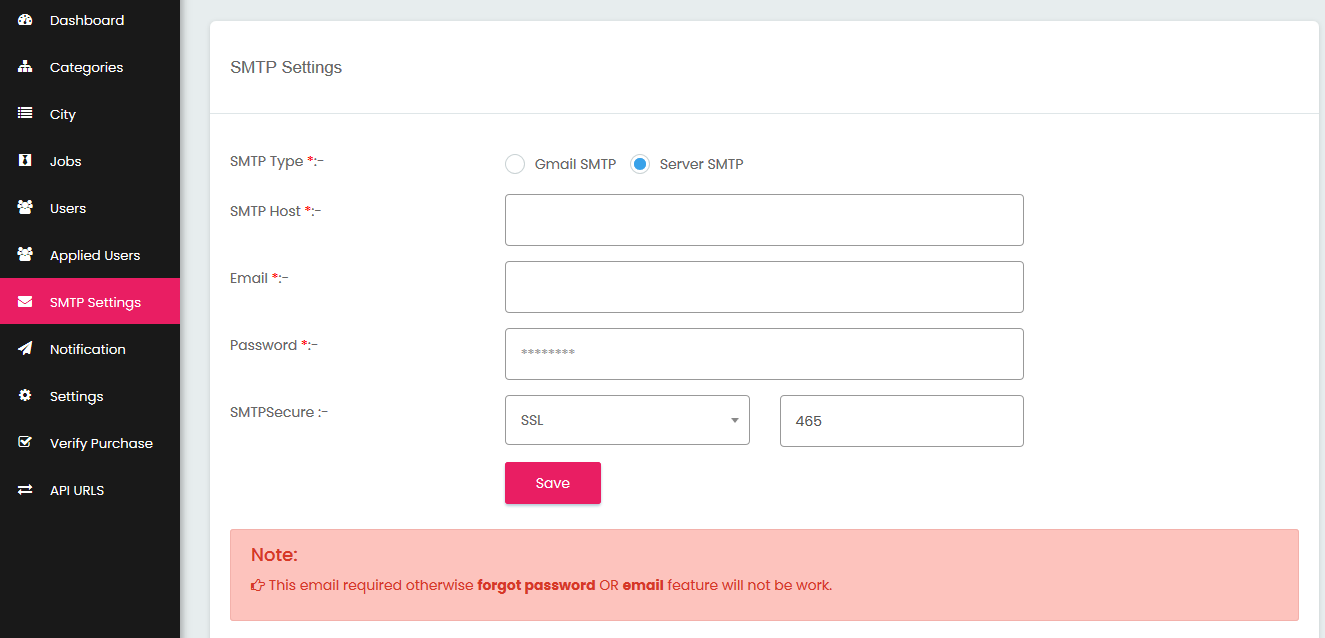 Dashboard
Categories
City
Jobs
Users
Applied Users
SMTP Settings
Notification
Settings
Verify Purchase
API URLS
SMTP Settings
SMTP Type *:-
Gmail SMTP Server SMTP
SMTP Host *:-
Email *:-
Password *:-
********
SMTPSecure :-
SSL 465
Save
Note:
This email required otherwise forgot password OR email feature will not be work.